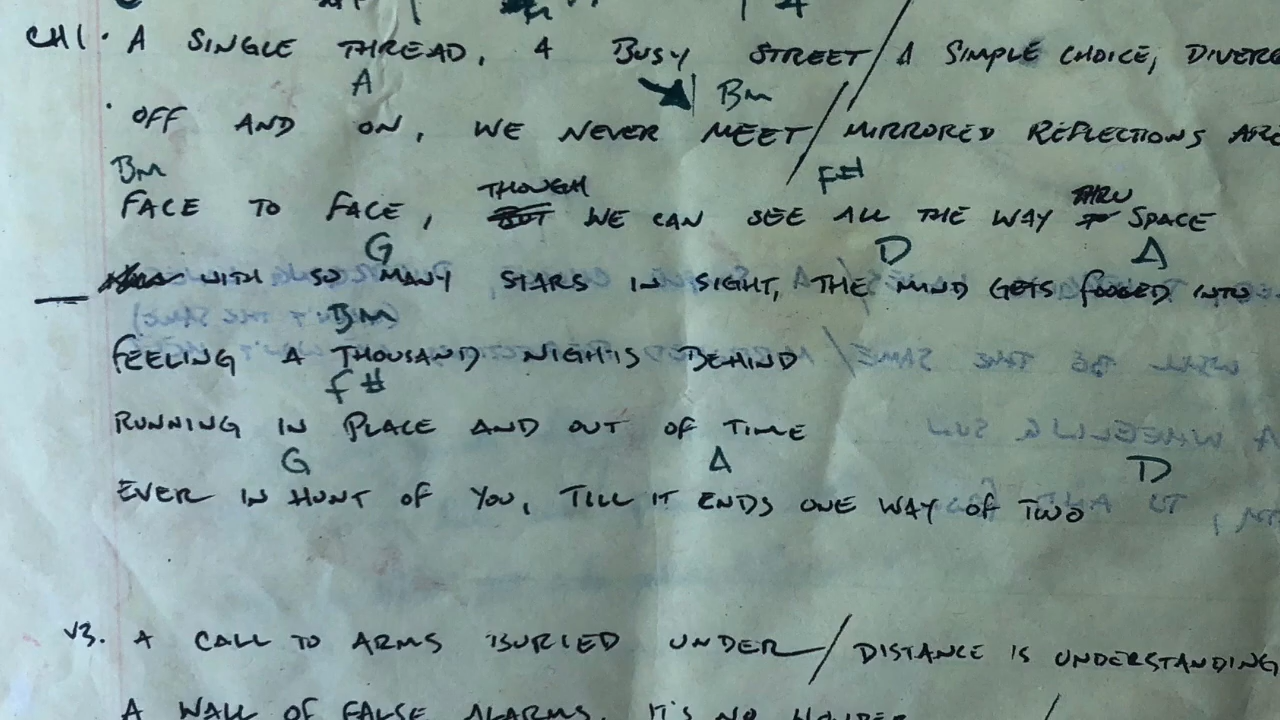 CH1. A SINGLE THREAD, A BUSY STREET / A SIMPLE CHOICE, DIVERG
A Bm
OFF AND ON, WE NEVER MEET / MIRRORED REFLECTIONS ARE
Bm F#
FACE TO FACE, THOUGH BUT WE CAN SEE ALL THE WAY THRU SPACE
G D A
WITH SO MANY STARS IN SIGHT, THE MIND GETS FOOLED INTO
Bm
FEELING A THOUSAND NIGHTS BEHIND
F#
RUNNING IN PLACE AND OUT OF TIME
G A D
EVER IN HUNT OF YOU, TILL IT ENDS ONE WAY OF TWO
V3. A CALL TO ARMS BURIED UNDER / DISTANCE IS UNDERSTANDING
A WALL OF FALSE ALARMS, IT'S NO